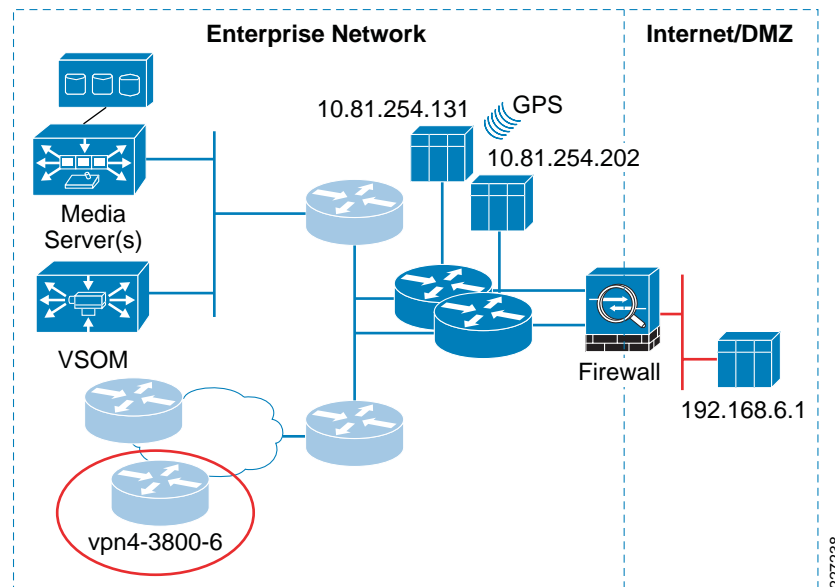 Enterprise Network
Internet/DMZ
10.81.254.131
GPS
10.81.254.202
Media
Server(s)
VSOM
Firewall
192.168.6.1
vpn4-3800-6